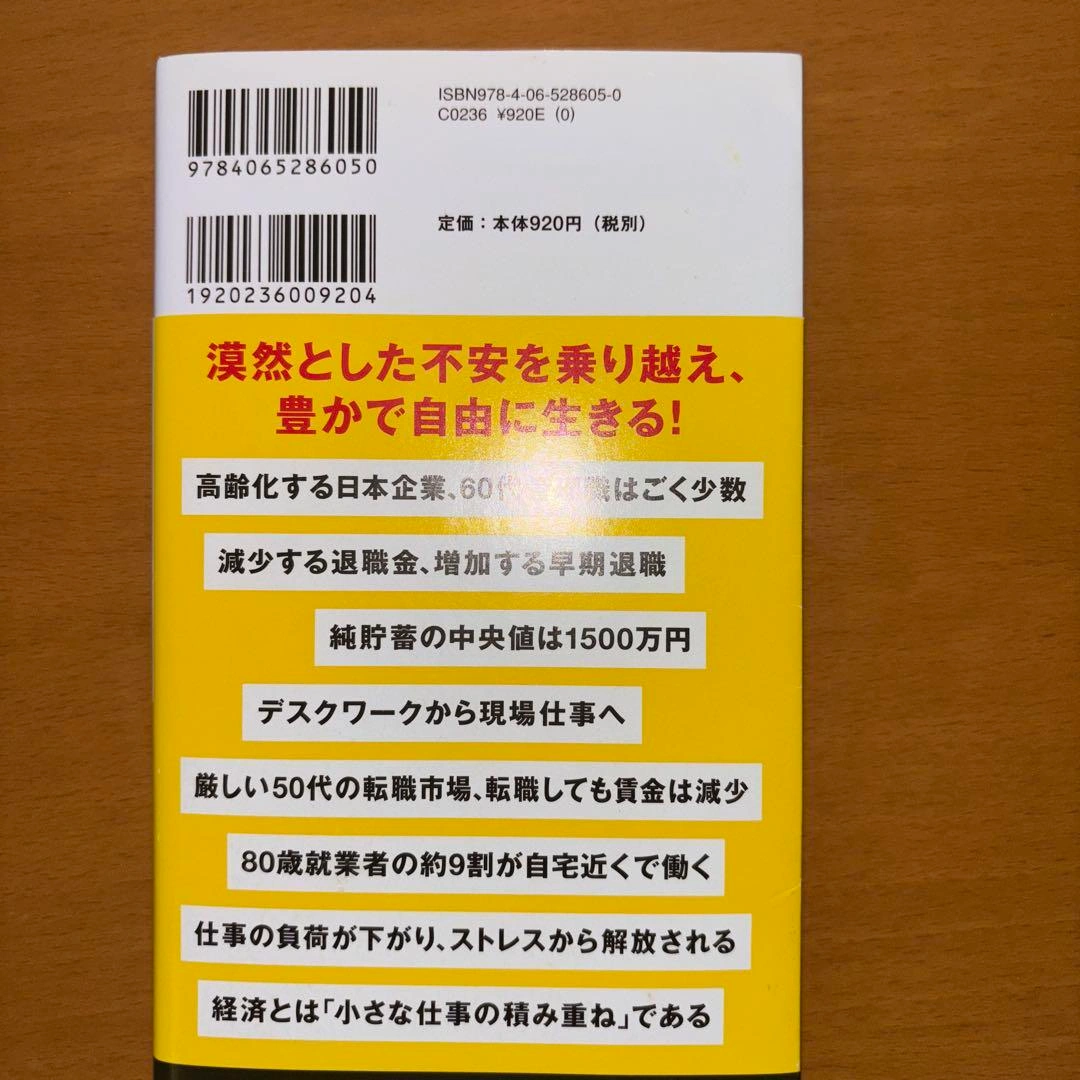 ISBN978-4-06-528605-0
C0236 ¥920E (0)
9784065286050
定価：本体920円（税別）
1920236009204
漠然とした不安を乗り越え、
豊かで自由に生きる!
高齢化する日本企業、60代管理職はごく少数
減少する退職金、増加する早期退職
純貯蓄の中央値は1500万円
デスクワークから現場仕事へ
厳しい50代の転職市場、転職しても賃金は減少
80歳就業者の約9割が自宅近くで働く
仕事の負荷が下がり、ストレスから解放される
経済とは「小さな仕事の積み重ね」である